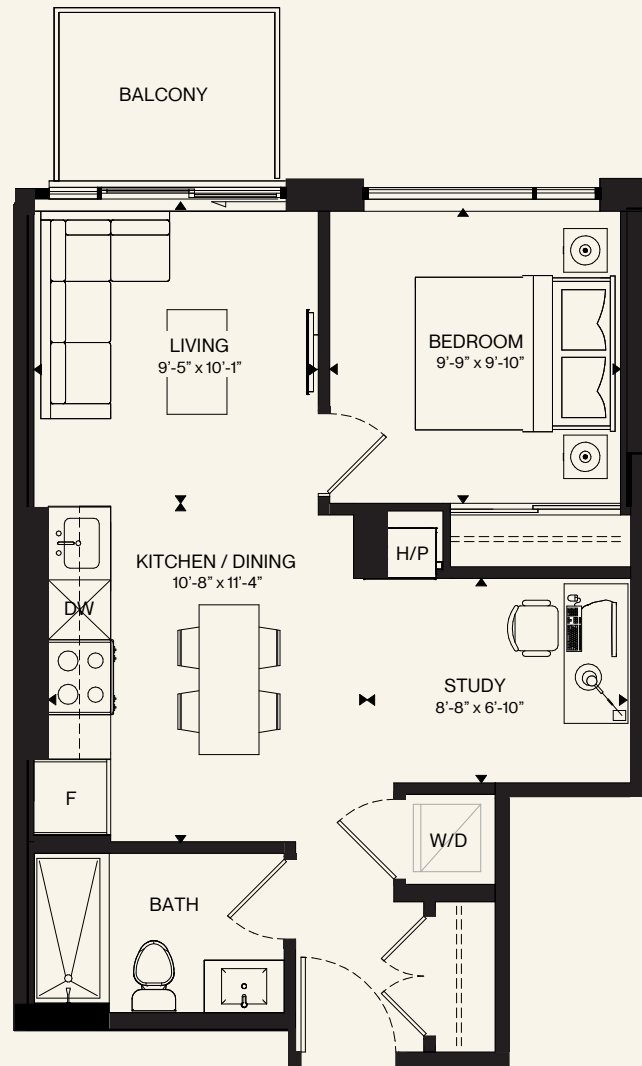 BALCONY
LIVING
9'-5" x 10'-1"
BEDROOM
9'-9" x 9'-10"
H/P
KITCHEN / DINING
10'-8" x 11'-4"
DW
STUDY
8'-8" x 6'-10"
F
W/D
BATH